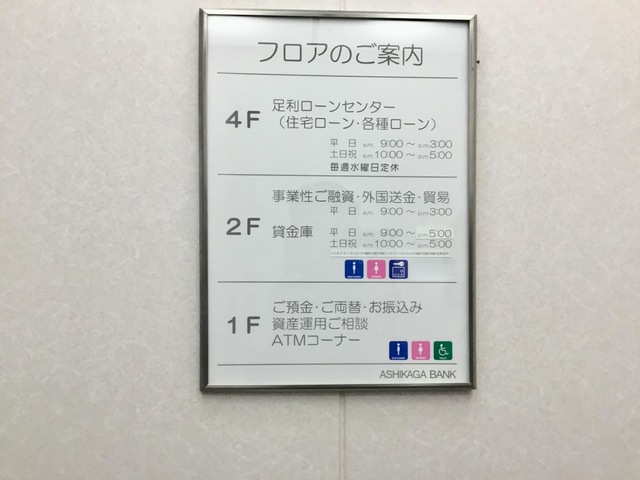 フロアのご案内
4F
足利ローンセンター
（住宅ローン・各種ローン）
平 日 a.m. 9:00～p.m.3:00
土日祝 a.m.10:00～p.m.5:00
毎週水曜日定休
2F
事業性ご融資・外国送金・貿易
平 日 a.m. 9:00～p.m.3:00
貸金庫 平 日 a.m. 9:00～p.m.5:00
土日祝 a.m.10:00～p.m.5:00
1F
ご預金・ご両替・お振込み
資産運用ご相談
ATMコーナー
ASHIKAGA BANK